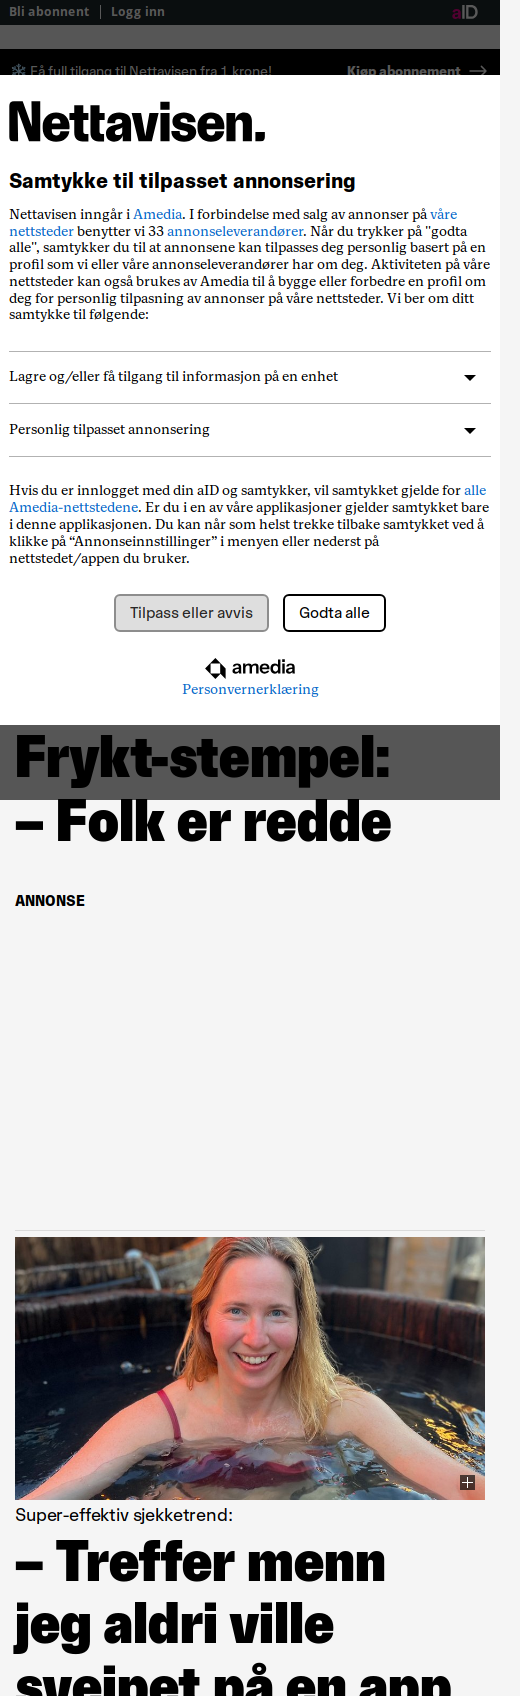 Bli abonnent | Logg inn
aID
Få full tilgang til Nettavisen fra 1 krone!
Kjøp abonnement →
Nettavisen.
Samtykke til tilpasset annonsering
Nettavisen inngår i Amedia. I forbindelse med salg av annonser på våre
nettsteder benytter vi 33 annonseleverandører. Når du trykker på "godta
alle", samtykker du til at annonsene kan tilpasses deg personlig basert på en
profil som vi eller våre annonseleverandører har om deg. Aktiviteten på våre
nettsteder kan også brukes av Amedia til å bygge eller forbedre en profil om
deg for personlig tilpasning av annonser på våre nettsteder. Vi ber om ditt
samtykke til følgende:
Lagre og/eller få tilgang til informasjon på en enhet
Personlig tilpasset annonsering
Hvis du er innlogget med din aID og samtykker, vil samtykket gjelde for alle
Amedia-nettstedene. Er du i en av våre applikasjoner gjelder samtykket bare
i denne applikasjonen. Du kan når som helst trekke tilbake samtykket ved å
klikke på “Annonseinnstillinger” i menyen eller nederst på
nettstedet/appen du bruker.
Tilpass eller avvis
Godta alle
amedia
Personvernerklæring
Frykt-stempel:
– Folk er redde
ANNONSE
Super-effektiv sjekketrend:
– Treffer menn
jeg aldri ville
sveipet på en app